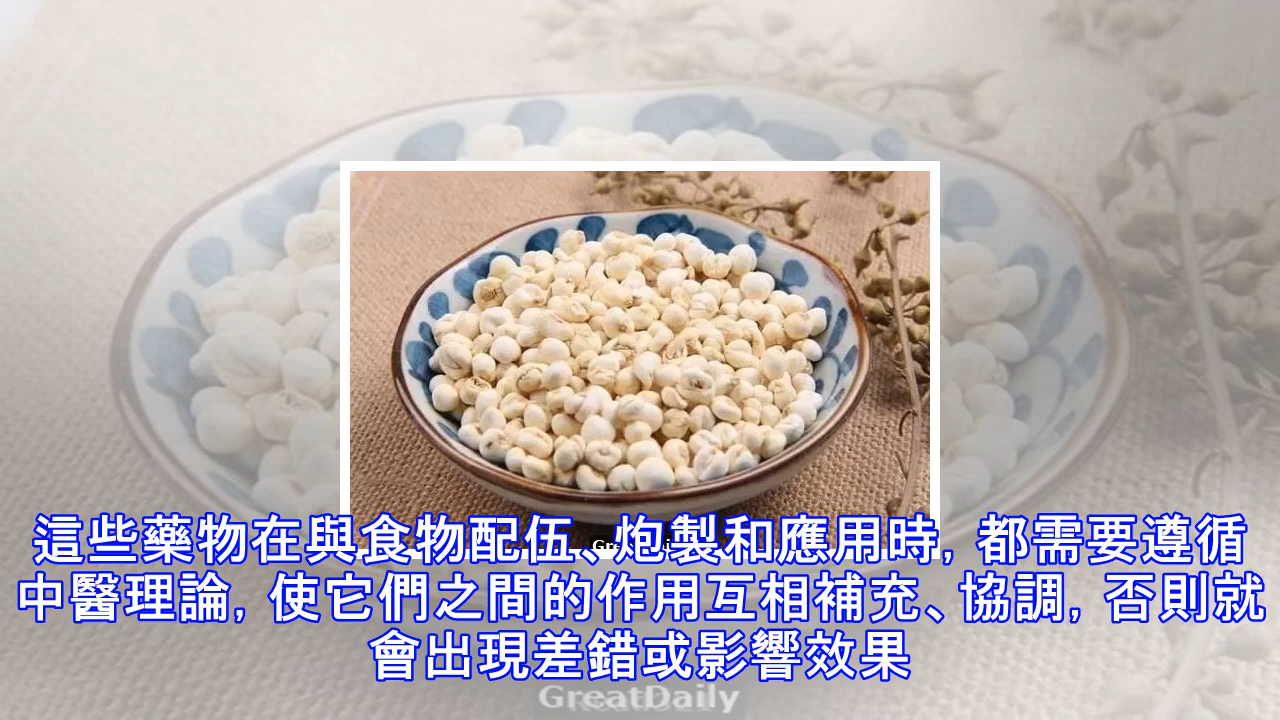 這些藥物在與食物配伍、炮製和應用時, 都需要遵循
中醫理論, 使它們之間的作用互相補充、協調, 否則就
會出現差錯或影響效果
GreatDaily